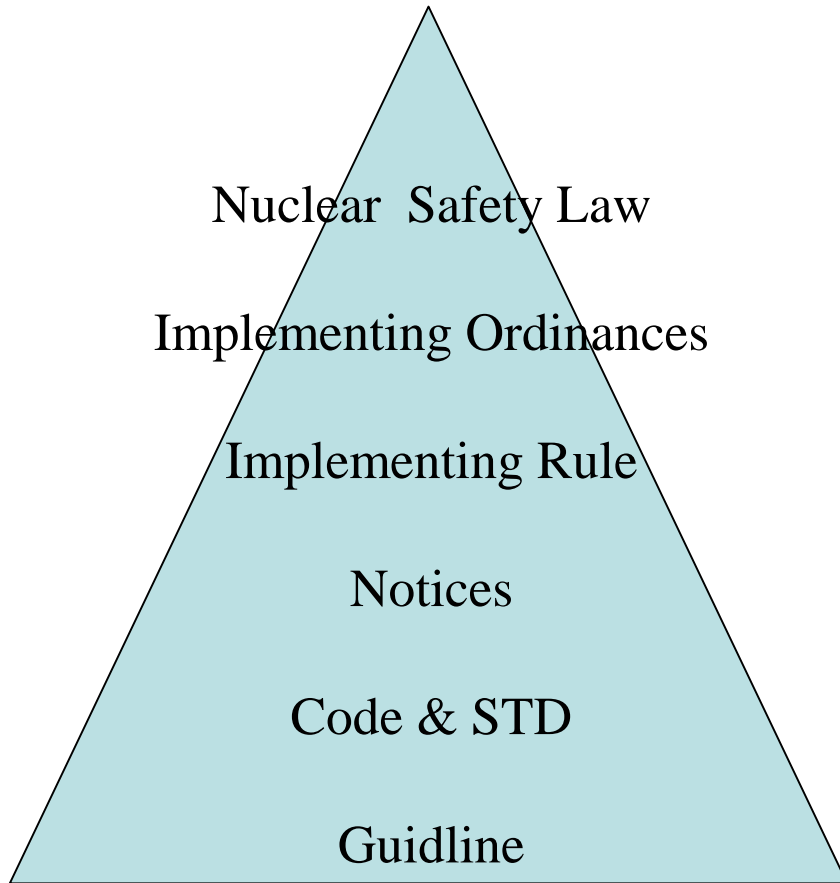 Nuclear  Safety Law
Implementing Ordinances
Implementing Rule
Notices
Code & STD
Guidline